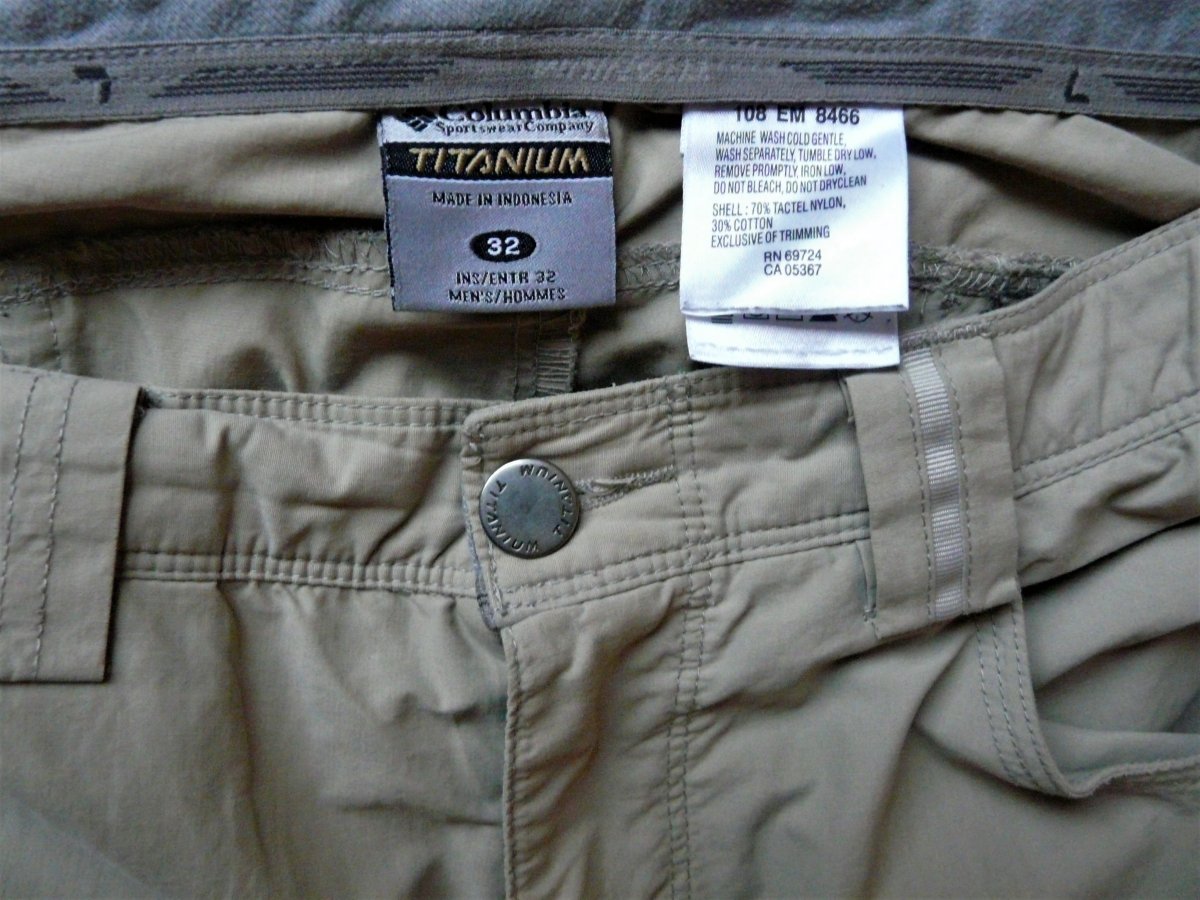 Columbia
Sportswear Company
TITANIUM
MADE IN INDONESIA
32
INS/ENTR 32
MEN'S/HOMMES
108 EM 8466
MACHINE WASH COLD GENTLE,
WASH SEPARATELY, TUMBLE DRY LOW,
REMOVE PROMPTLY, IRON LOW,
DO NOT BLEACH, DO NOT DRYCLEAN
SHELL : 70% TACTEL NYLON,
30% COTTON
EXCLUSIVE OF TRIMMING
RN 69724
CA 05367
TITANIUM TITANIUM